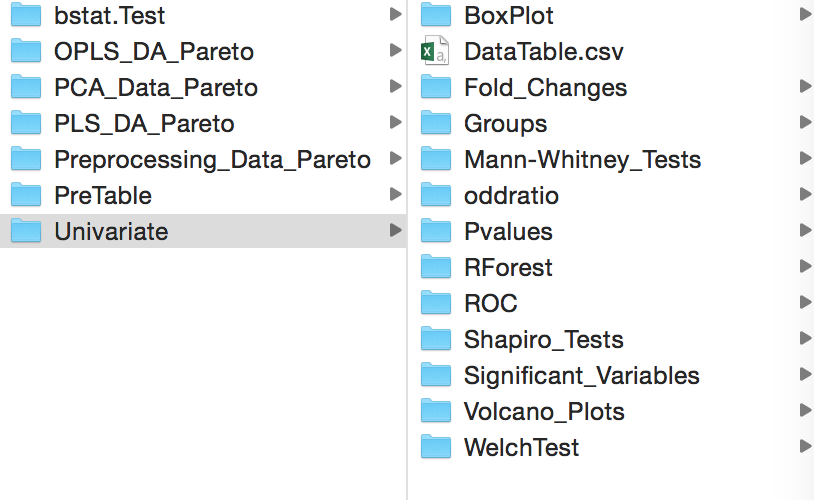 bstat.Test
OPLS_DA_Pareto
PCA_Data_Pareto
PLS_DA_Pareto
Preprocessing_Data_Pareto
PreTable
Univariate
BoxPlot
DataTable.csv
Fold_Changes
Groups
Mann-Whitney_Tests
oddratio
Pvalues
RForest
ROC
Shapiro_Tests
Significant_Variables
Volcano_Plots
WelchTest